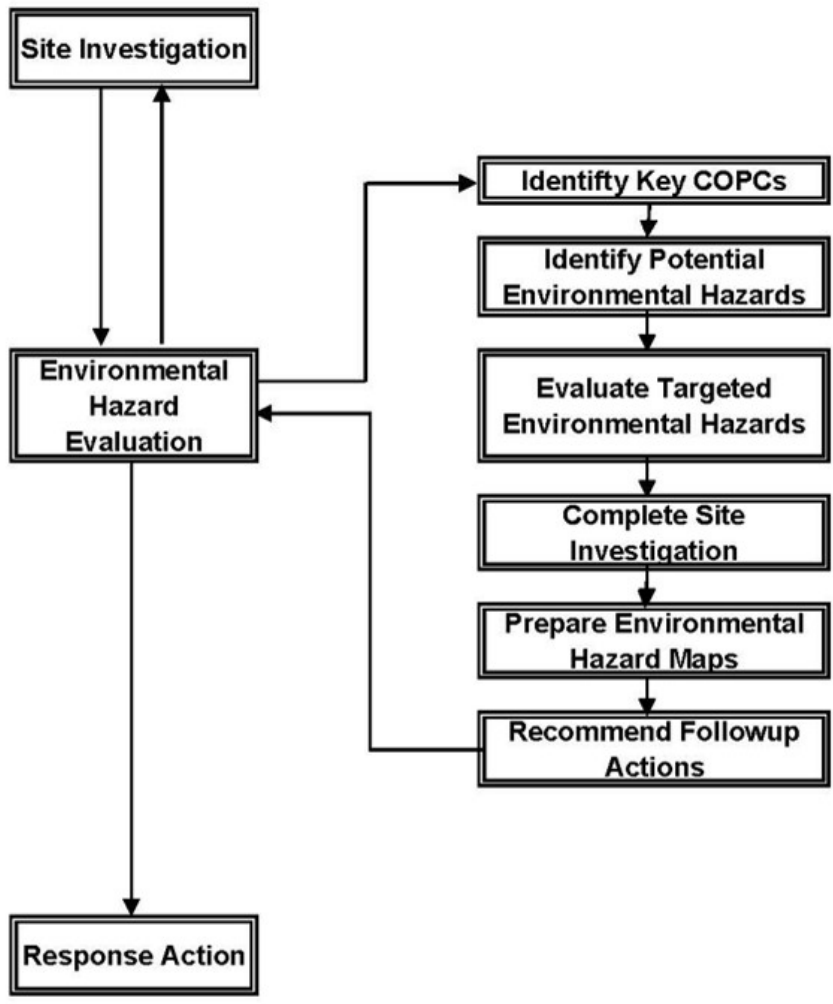 Site Investigation
Identifty Key COPCs
Identify Potential
Environmental Hazards
Environmental
Hazard
Evaluation
Evaluate Targeted
Environmental Hazards
Complete Site
Investigation
Prepare Environmental
Hazard Maps
Recommend Followup
Actions
Response Action